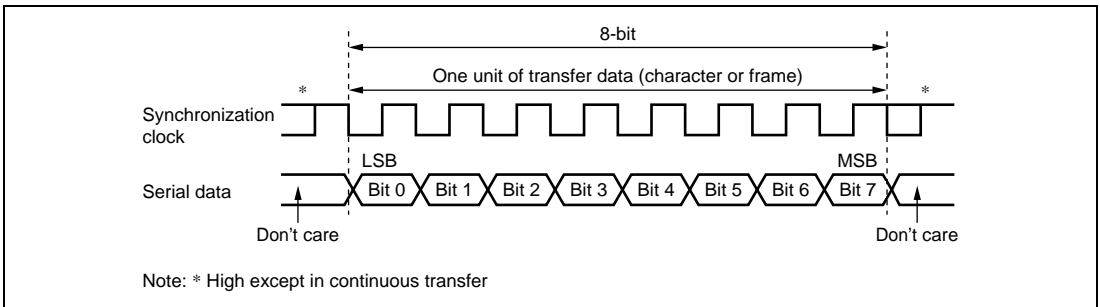 8-bit
One unit of transfer data (character or frame)
* *
Synchronization
clock
LSB MSB
Serial data Bit 0 Bit 1 Bit 2 Bit 3 Bit 4 Bit 5 Bit 6 Bit 7
Don't care Don't care
Note: * High except in continuous transfer